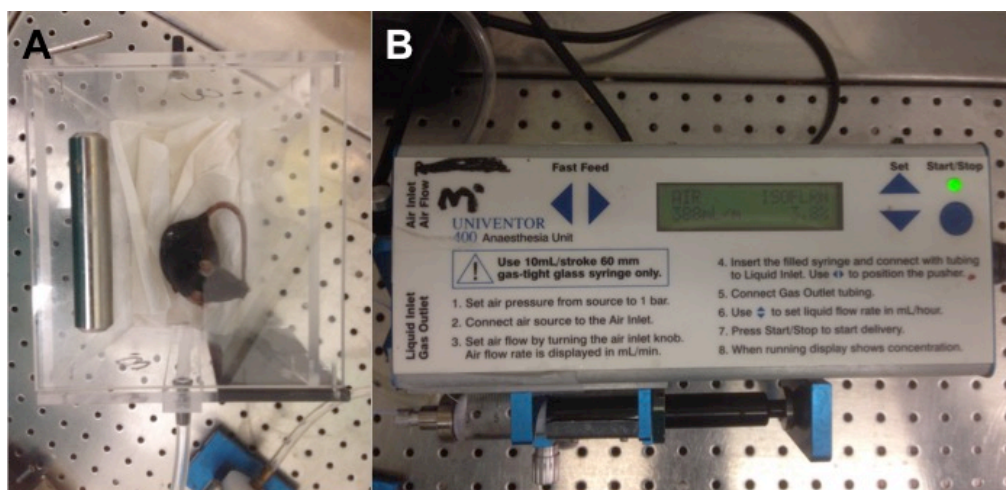 A
B
Air Inlet
Air Flow
Fast Feed
Set
Start/Stop
AIR
ISOFLRN
UNIVENTOR
400 Anaesthesia Unit
Use 10mL/stroke 60 mm
gas-tight glass syringe only.
Liquid Inlet
Gas Outlet
1. Set air pressure from source to 1 bar.
2. Connect air source to the Air Inlet.
3. Set air flow by turning the air inlet knob.
Air flow rate is displayed in mL/min.
4. Insert the filled syringe and connect with tubing
to Liquid Inlet. Use to position the pusher.
5. Connect Gas Outlet tubing.
6. Use to set liquid flow rate in mL/hour.
7. Press Start/Stop to start delivery.
8. When running display shows concentration.